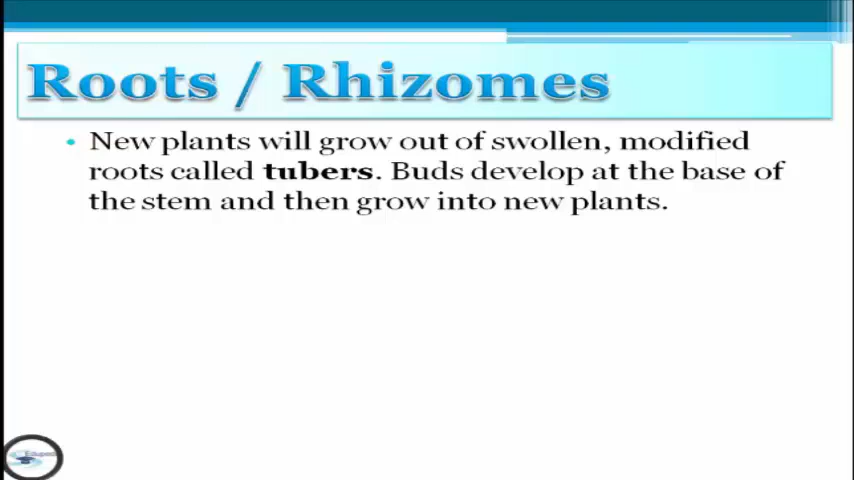 Roots / Rhizomes
• New plants will grow out of swollen, modified
roots called tubers. Buds develop at the base of
the stem and then grow into new plants.